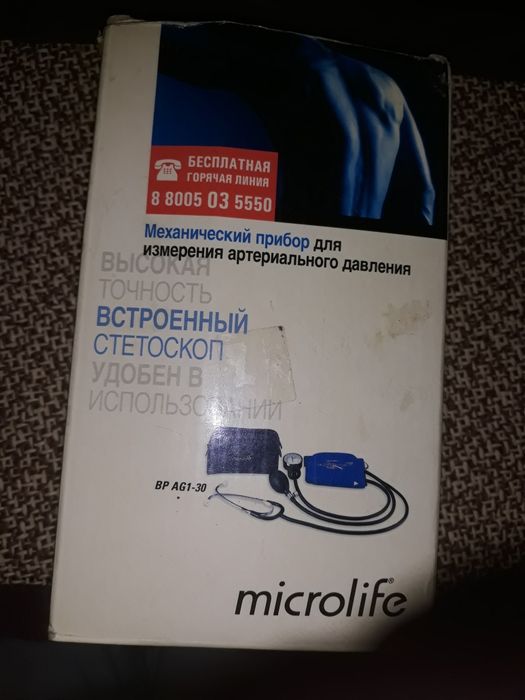 БЕСПЛАТНАЯ
ГОРЯЧАЯ ЛИНИЯ
8 8005 03 5550
Механический прибор для
измерения артериального давления
ВЫСОКАЯ
ТОЧНОСТЬ
ВСТРОЕННЫЙ
СТЕТОСКОП
УДОБЕН В
ИСПОЛЬЗОВАНИИ
BP AG1-30
microlife®